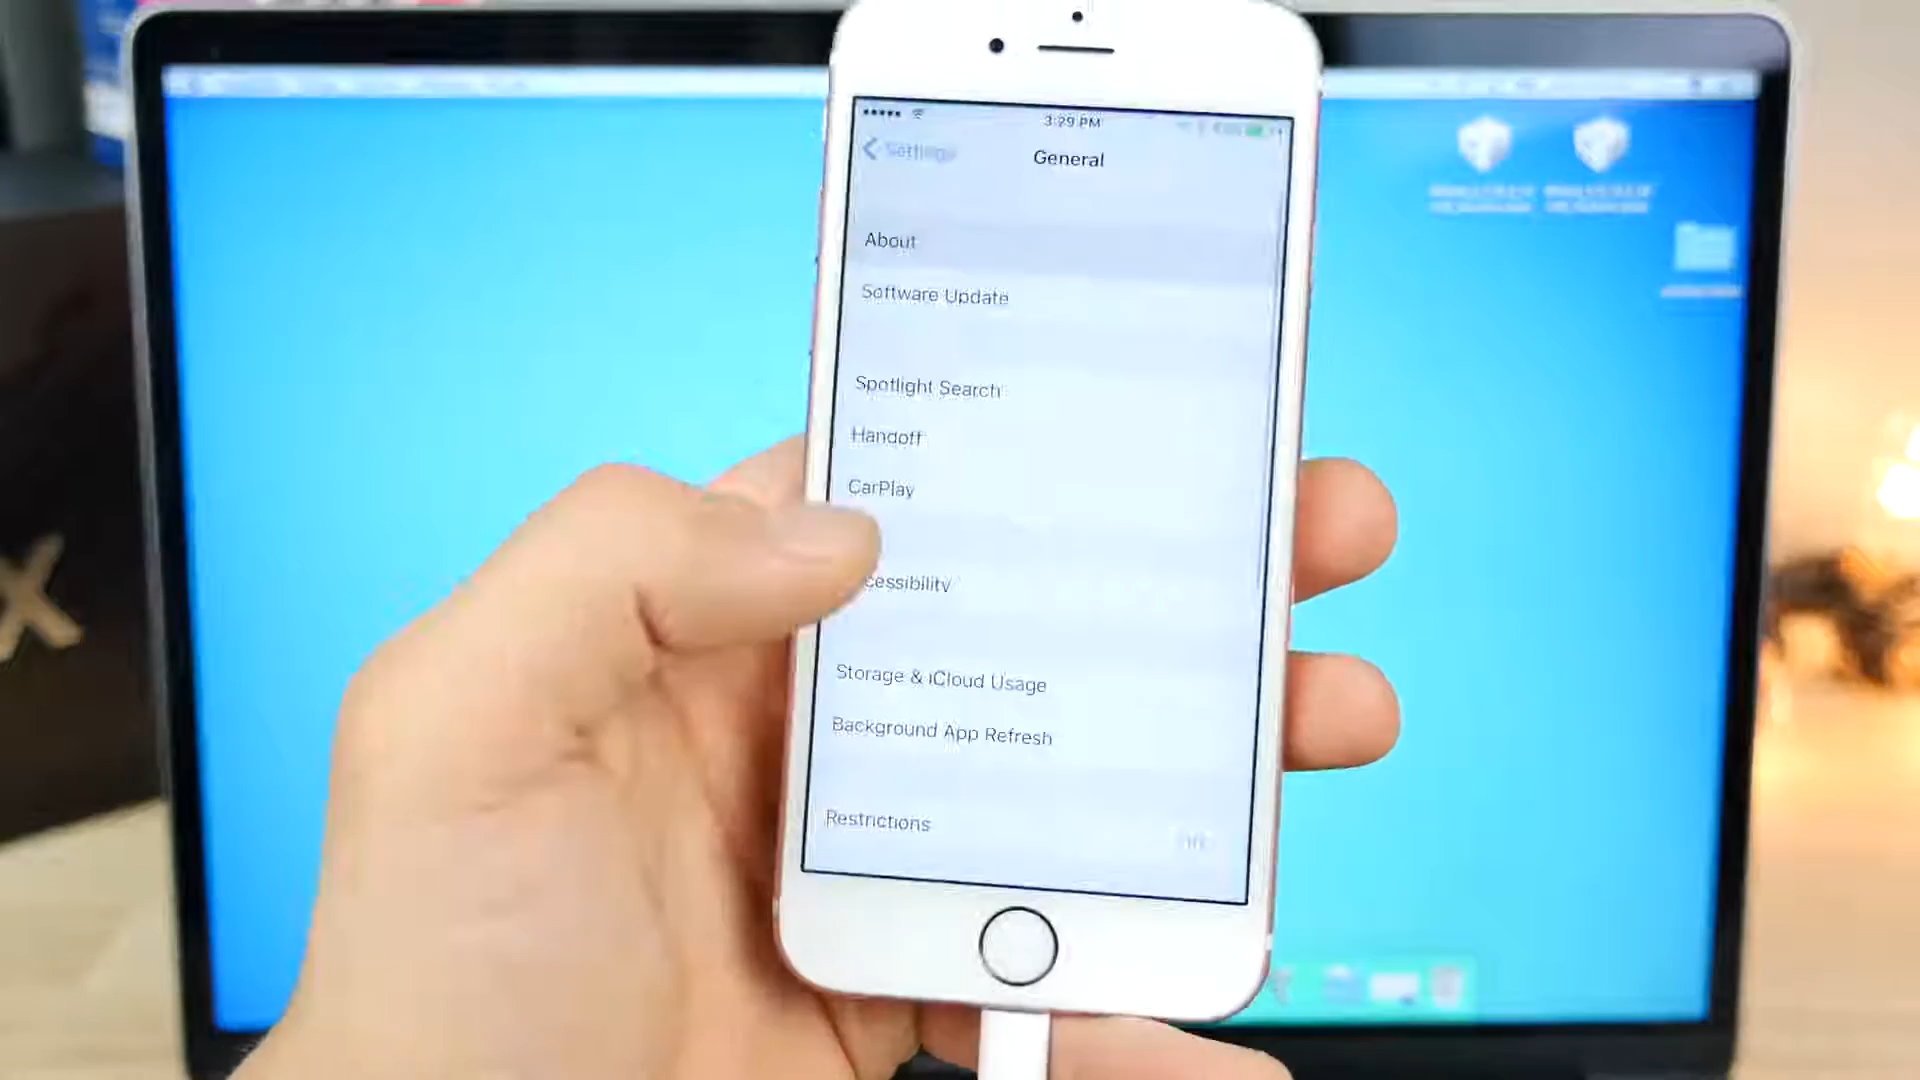 3:29 PM
Settings
General
About
Software Update
Spotlight Search
Handoff
CarPlay
cessibility
Storage & iCloud Usage
Background App Refresh
Restrictions
X